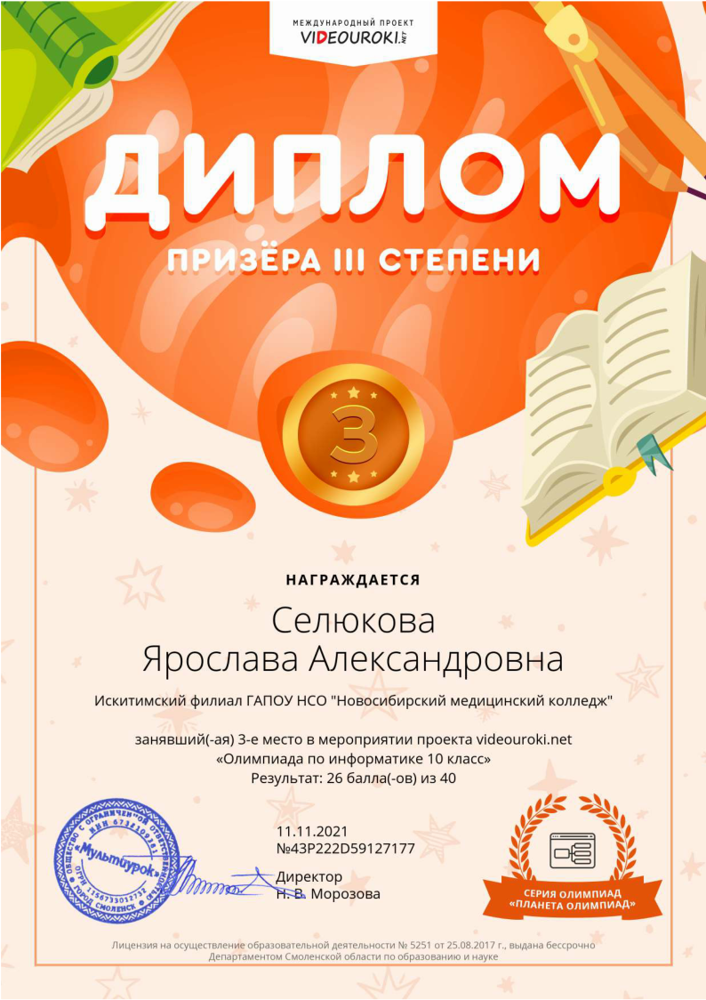 МЕЖДУНАРОДНЫЙ ПРОЕКТ
VIDEOUROKI.NET
ДИПЛОМ
ПРИЗЁРА III СТЕПЕНИ
3
НАГРАЖДАЕТСЯ
Селюкова
Ярослава Александровна
Искитимский филиал ГАПОУ НСО "Новосибирский медицинский колледж"
занявший(-ая) 3-е место в мероприятии проекта videouroki.net
«Олимпиада по информатике 10 класс»
Результат: 26 балла(-ов) из 40
ОБЩЕСТВО С ОГРАНИЧЕННОЙ ОТВЕТСТВЕННОСТЬЮ
ГОРОД СМОЛЕНСК
ИНН 6732109381
«Мультиурок»
ОГРН 1156733012732
11.11.2021
№43P222D59127177
Директор
Н. В. Морозова
СЕРИЯ ОЛИМПИАД
«ПЛАНЕТА ОЛИМПИАД»
Лицензия на осуществление образовательной деятельности № 5251 от 25.08.2017 г., выдана бессрочно
Департаментом Смоленской области по образованию и науке